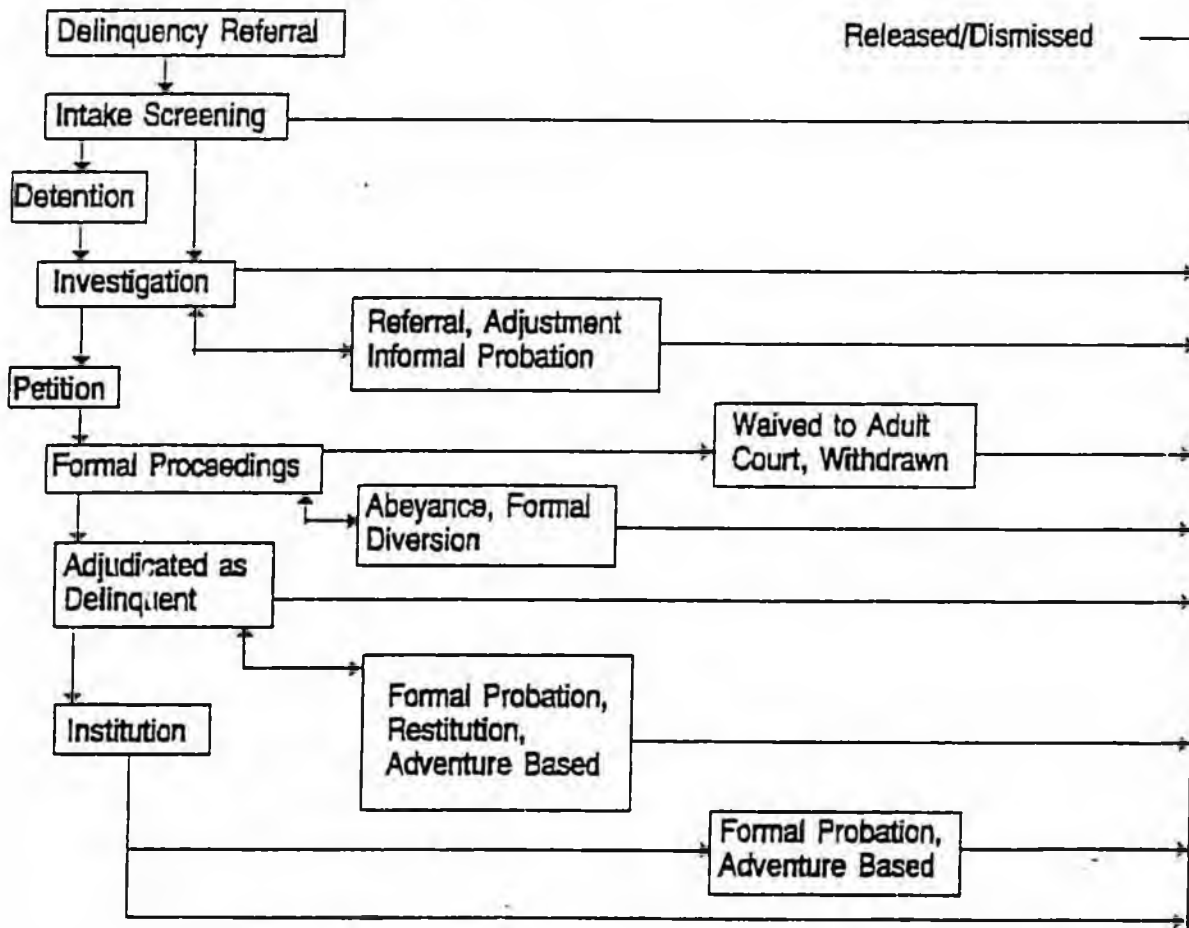 Delinquency Referral
Released/Dismissed
Intake Screening
Detention
Investigation
Referral, Adjustment
Informal Probation
Petition
Waived to Adult
Court, Withdrawn
Formal Proceedings
Abeyance, Formal
Diversion
Adjudicated as
Delinquent
Formal Probation,
Restitution,
Adventure Based
Institution
Formal Probation,
Adventure Based